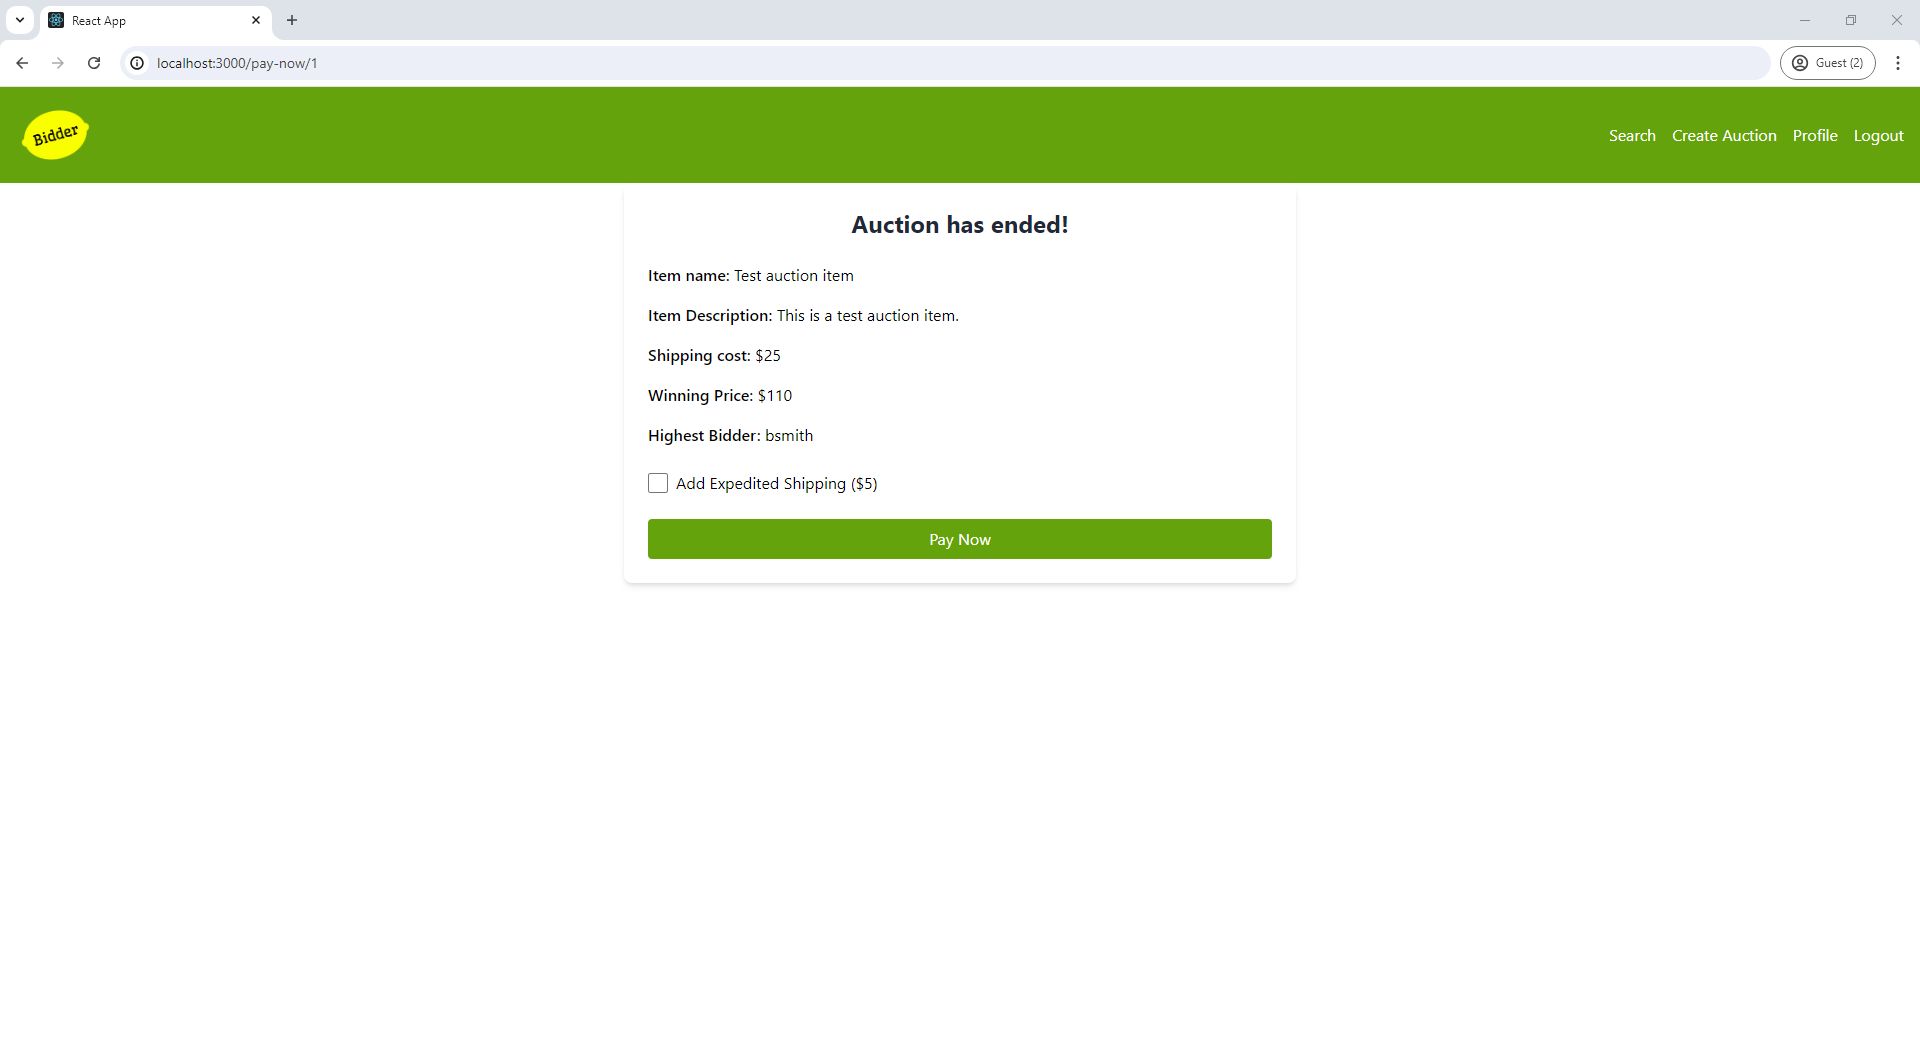 React App
localhost:3000/pay-now/1
Guest (2)
Bidder
Search Create Auction Profile Logout
Auction has ended!
Item name: Test auction item
Item Description: This is a test auction item.
Shipping cost: $25
Winning Price: $110
Highest Bidder: bsmith
Add Expedited Shipping ($5)
Pay Now